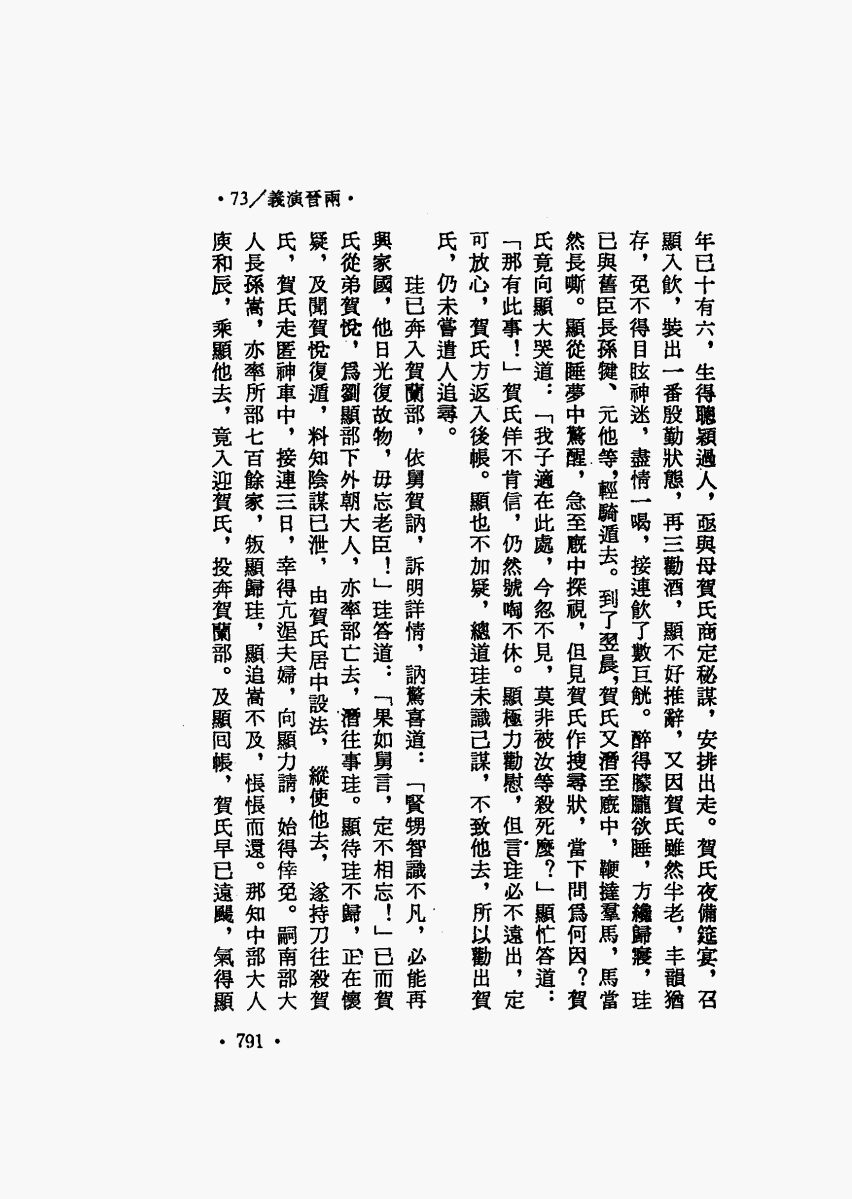 •73／義演晉兩•
年已十有六，生得聰穎過人，亟與母賀氏商定秘謀，安排出走。賀氏夜備筵宴，召
顯入飲，裝出一番殷勤狀態，再三勸酒，顯不好推辭，又因賀氏雖然半老，丰韻猶
存，免不得目眩神迷，盡情一喝，接連飲了數巨觥。醉得朦朧欲睡，方纔歸寢，珪
已與舊臣長孫犍、元他等，輕騎遁去。到了翌晨，賀氏又潛至廄中，鞭撻羣馬，馬當
然長嘶。顯從睡夢中驚醒，急至廄中探視，但見賀氏作搜尋狀，當下問爲何因？賀
氏竟向顯大哭道：「我子適在此處，今忽不見，莫非被汝等殺死麼？」顯忙答道：
「那有此事！」賀氏佯不肯信，仍然號啕不休。顯極力勸慰，但言珪必不遠出，定
可放心，賀氏方返入後帳。顯也不加疑，總道珪未識己謀，不致他去，所以勸出賀
氏，仍未嘗遣人追尋。
珪已奔入賀蘭部，依舅賀訥，訴明詳情，訥驚喜道：「賢甥智識不凡，必能再
興家國，他日光復故物，毋忘老臣！」珪答道：「果如舅言，定不相忘！」已而賀
氏從弟賀悅，爲劉顯部下外朝大人，亦率部亡去，潛往事珪。顯待珪不歸，正在懷
疑，及聞賀悅復遁，料知陰謀已泄，由賀氏居中設法，縱使他去，遂持刀往殺賀
氏，賀氏走匿神車中，接連三日，幸得亢埿夫婦，向顯力請，始得倖免。嗣南部大
人長孫嵩，亦率所部七百餘家，叛顯歸珪，顯追嵩不及，悵悵而還。那知中部大人
庾和辰，乘顯他去，竟入迎賀氏，投奔賀蘭部。及顯囘帳，賀氏早已遠颺，氣得顯
•791•